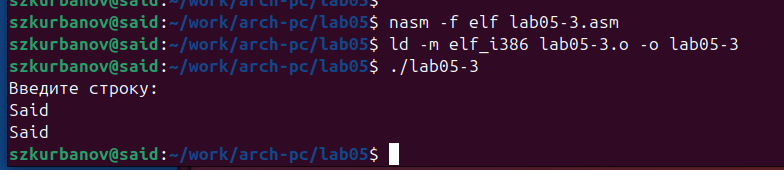 szkurbanov@said:~/work/arch-pc/lab05$ nasm -f elf lab05-3.asm
szkurbanov@said:~/work/arch-pc/lab05$ ld -m elf_i386 lab05-3.o -o lab05-3
szkurbanov@said:~/work/arch-pc/lab05$ ./lab05-3
Введите строку:
Said
Said
szkurbanov@said:~/work/arch-pc/lab05$